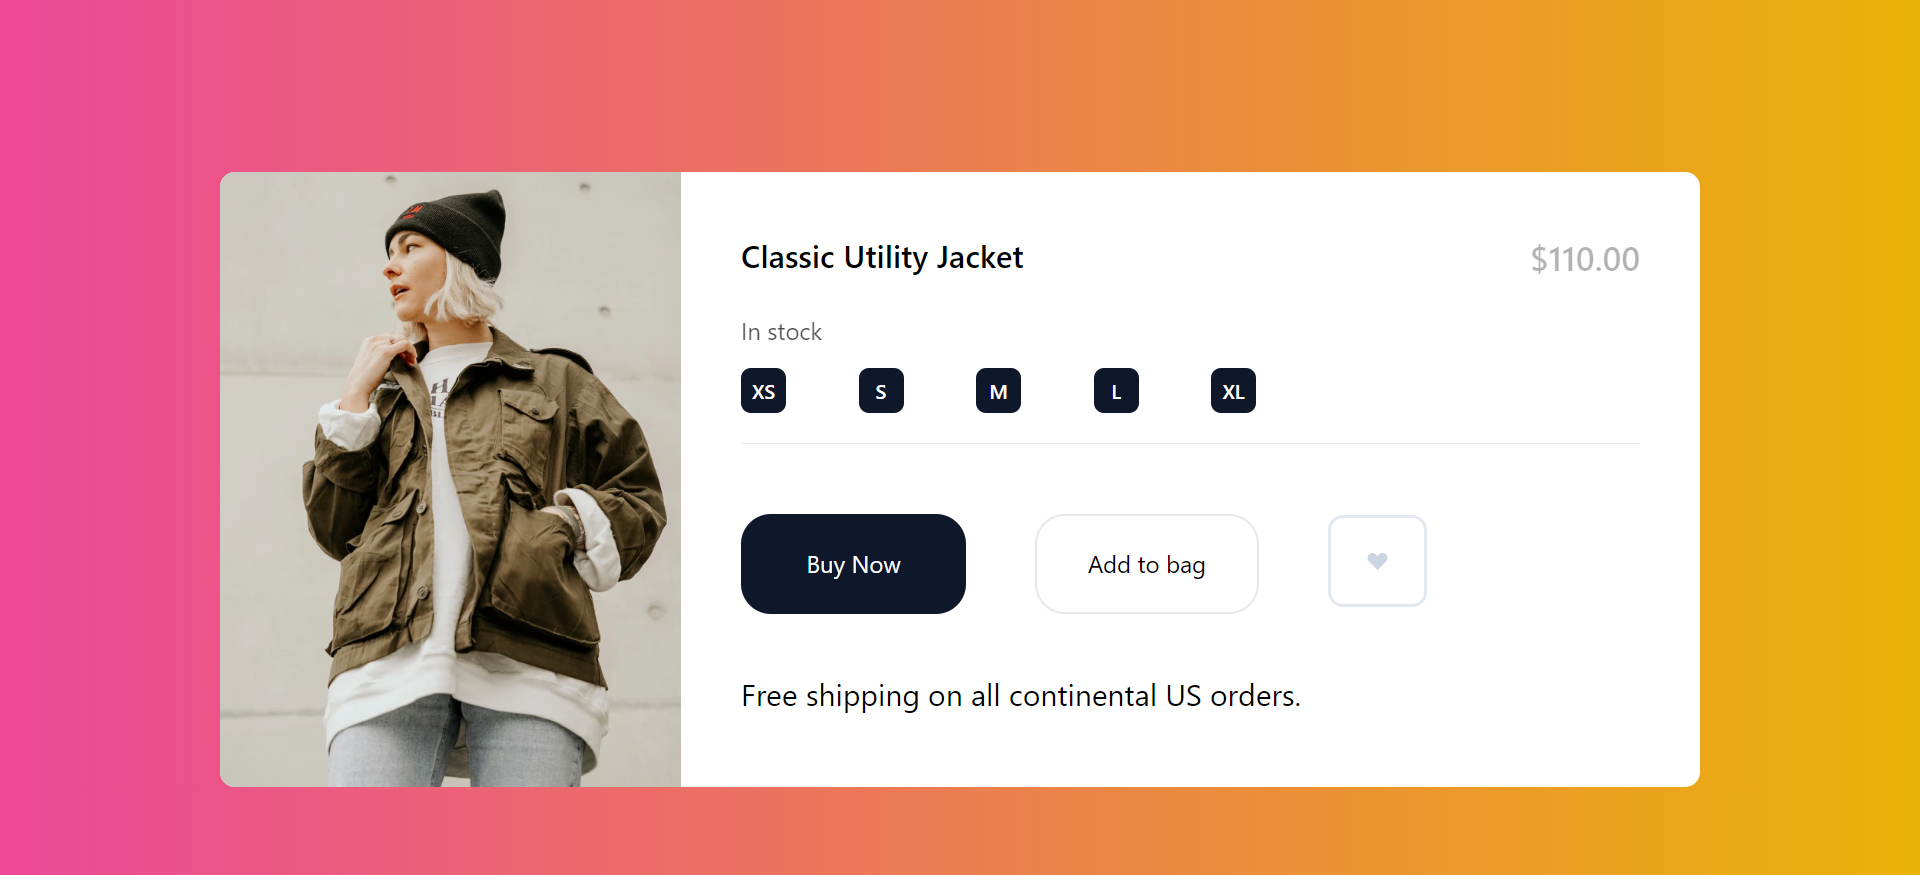 Classic Utility Jacket
$110.00
In stock
XS S M L XL
Buy Now
Add to bag
Free shipping on all continental US orders.